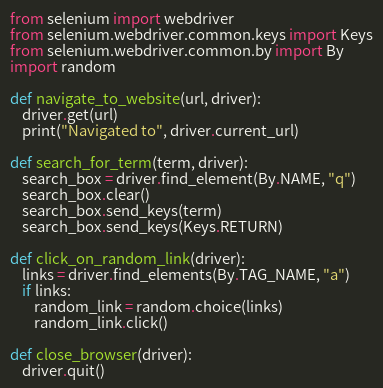 from selenium import webdriver
from selenium.webdriver.common.keys import Keys
from selenium.webdriver.common.by import By
import random

def navigate_to_website(url, driver):
    driver.get(url)
    print("Navigated to", driver.current_url)

def search_for_term(term, driver):
    search_box = driver.find_element(By.NAME, "q")
    search_box.clear()
    search_box.send_keys(term)
    search_box.send_keys(Keys.RETURN)

def click_on_random_link(driver):
    links = driver.find_elements(By.TAG_NAME, "a")
    if links:
        random_link = random.choice(links)
        random_link.click()

def close_browser(driver):
    driver.quit()